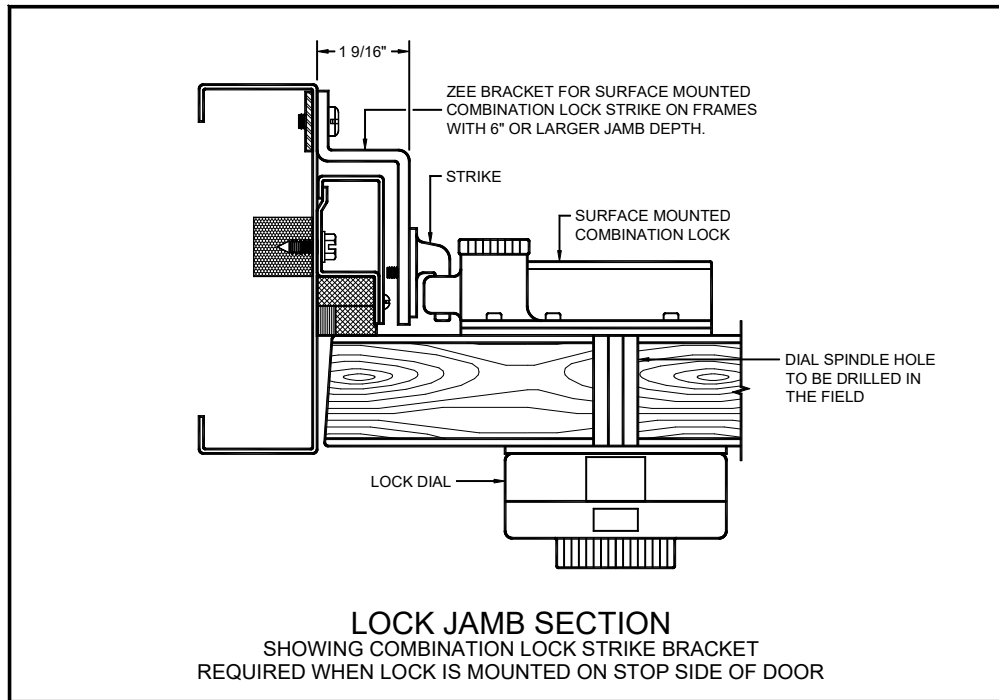 1 9/16"
ZEE BRACKET FOR SURFACE MOUNTED
COMBINATION LOCK STRIKE ON FRAMES
WITH 6" OR LARGER JAMB DEPTH.
STRIKE
SURFACE MOUNTED
COMBINATION LOCK
DIAL SPINDLE HOLE
TO BE DRILLED IN
THE FIELD
LOCK DIAL
LOCK JAMB SECTION
SHOWING COMBINATION LOCK STRIKE BRACKET
REQUIRED WHEN LOCK IS MOUNTED ON STOP SIDE OF DOOR